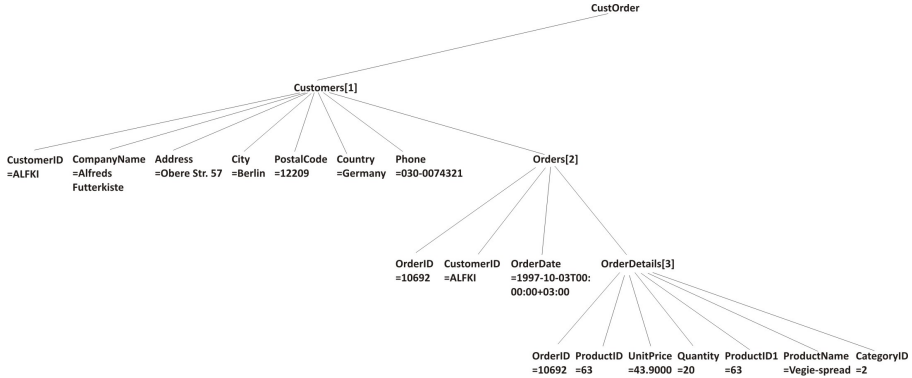 CustOrder
Customers[1]
CustomerID
=ALFKI
CompanyName
=Alfreds
Futterkiste
Address
=Obere Str. 57
City
=Berlin
PostalCode
=12209
Country
=Germany
Phone
=030-0074321
Orders[2]
OrderID
=10692
CustomerID
=ALFKI
OrderDate
=1997-10-03T00:
00:00+03:00
OrderDetails[3]
OrderID
=10692
ProductID
=63
UnitPrice
=43.9000
Quantity
=20
ProductID1
=63
ProductName
=Vegie-spread
CategoryID
=2